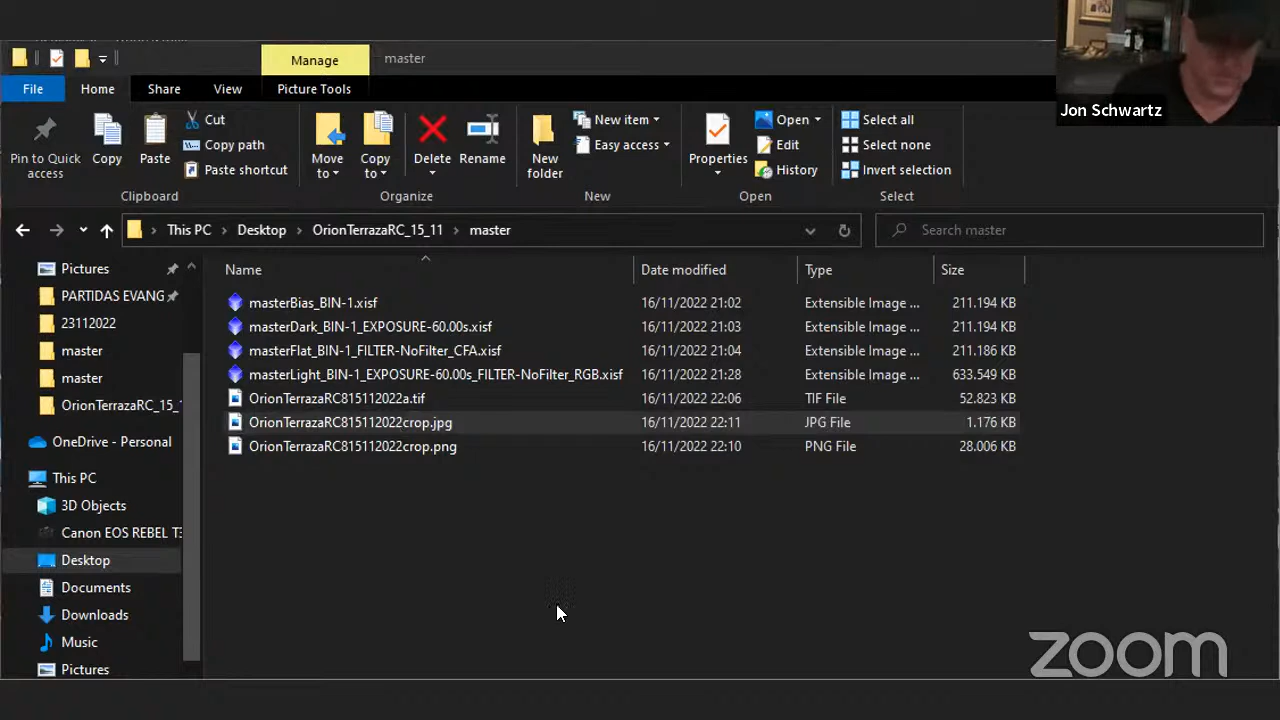 Manage
master
File
Home
Share
View
Picture Tools
Pin to Quick access
Copy
Paste
Cut
Copy path
Paste shortcut
Clipboard
Move to
Copy to
Delete
Rename
Organize
New folder
New item
Easy access
New
Properties
Open
Edit
History
Open
Select all
Select none
Invert selection
Select
Jon Schwartz
This PC > Desktop > OrionTerrazaRC_15_11 > master
Search master
Name Date modified Type Size
masterBias_BIN-1.xisf 16/11/2022 21:02 Extensible Image ... 211.194 KB
masterDark_BIN-1_EXPOSURE-60.00s.xisf 16/11/2022 21:03 Extensible Image ... 211.194 KB
masterFlat_BIN-1_FILTER-NoFilter_CFA.xisf 16/11/2022 21:04 Extensible Image ... 211.186 KB
masterLight_BIN-1_EXPOSURE-60.00s_FILTER-NoFilter_RGB.xisf 16/11/2022 21:28 Extensible Image ... 633.549 KB
OrionTerrazaRC815112022a.tif 16/11/2022 22:06 TIF File 52.823 KB
OrionTerrazaRC815112022crop.jpg 16/11/2022 22:11 JPG File 1.176 KB
OrionTerrazaRC815112022crop.png 16/11/2022 22:10 PNG File 28.006 KB
Pictures
PARTIDAS EVANG
23112022
master
master
OrionTerrazaRC_15_1
OneDrive - Personal
This PC
3D Objects
Canon EOS REBEL T3
Desktop
Documents
Downloads
Music
Pictures
zoom